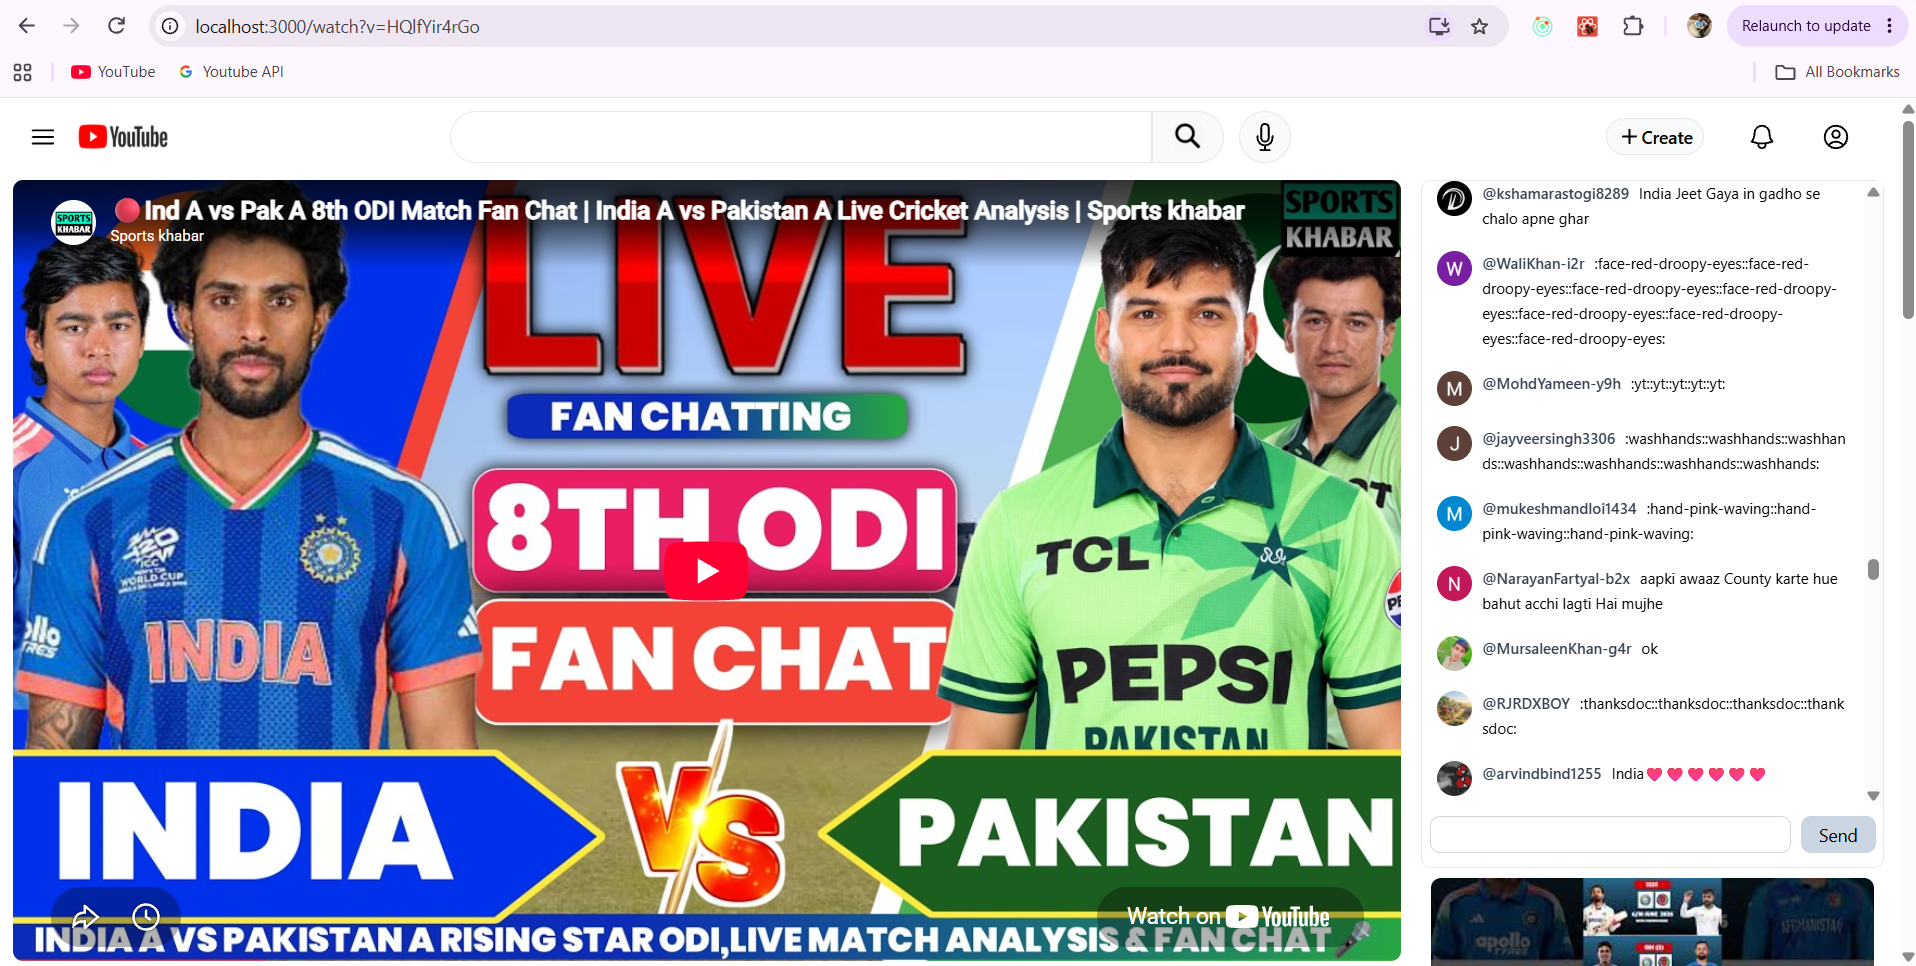 localhost:3000/watch?v=HQlfYir4rGo
Relaunch to update
YouTube
Youtube API
All Bookmarks
YouTube
+ Create
SPORTS
KHABAR
🔴Ind A vs Pak A 8th ODI Match Fan Chat | India A vs Pakistan A Live Cricket Analysis | Sports khabar
Sports khabar
SPORTS
KHABAR
LIVE
FAN CHATTING
8TH ODI
FAN CHAT
ICC
WORLD CUP
INDIA
TCL
PEPSI
PAKISTAN
INDIA
VS
PAKISTAN
Watch on YouTube
INDIA A VS PAKISTAN A RISING STAR ODI,LIVE MATCH ANALYSIS & FAN CHAT
@kshamarastogi8289 India Jeet Gaya in gadho se
chalo apne ghar
W
@WaliKhan-i2r :face-red-droopy-eyes::face-red-
droopy-eyes::face-red-droopy-eyes::face-red-droopy-
eyes::face-red-droopy-eyes::face-red-droopy-
eyes::face-red-droopy-eyes:
M
@MohdYameen-y9h :yt::yt::yt::yt::yt:
J
@jayveersingh3306 :washhands::washhands::washhan
ds::washhands::washhands::washhands::washhands:
M
@mukeshmandloi1434 :hand-pink-waving::hand-
pink-waving::hand-pink-waving:
N
@NarayanFartyal-b2x aapki awaaz County karte hue
bahut acchi lagti Hai mujhe
@MursaleenKhan-g4r ok
@RJRDXBOY :thanksdoc::thanksdoc::thanksdoc::thank
sdoc:
@arvindbind1255 India💗💗💗💗💗💗
Send
apollo
TYRES